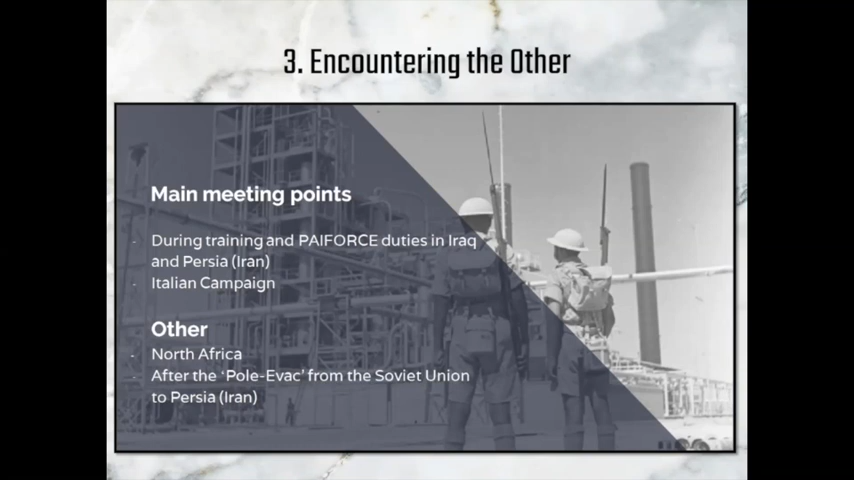 3. Encountering the Other
Main meeting points
- During training and PAIFORCE duties in Iraq
and Persia (Iran)
- Italian Campaign
Other
- North Africa
- After the ‘Pole-Evac’ from the Soviet Union
to Persia (Iran)